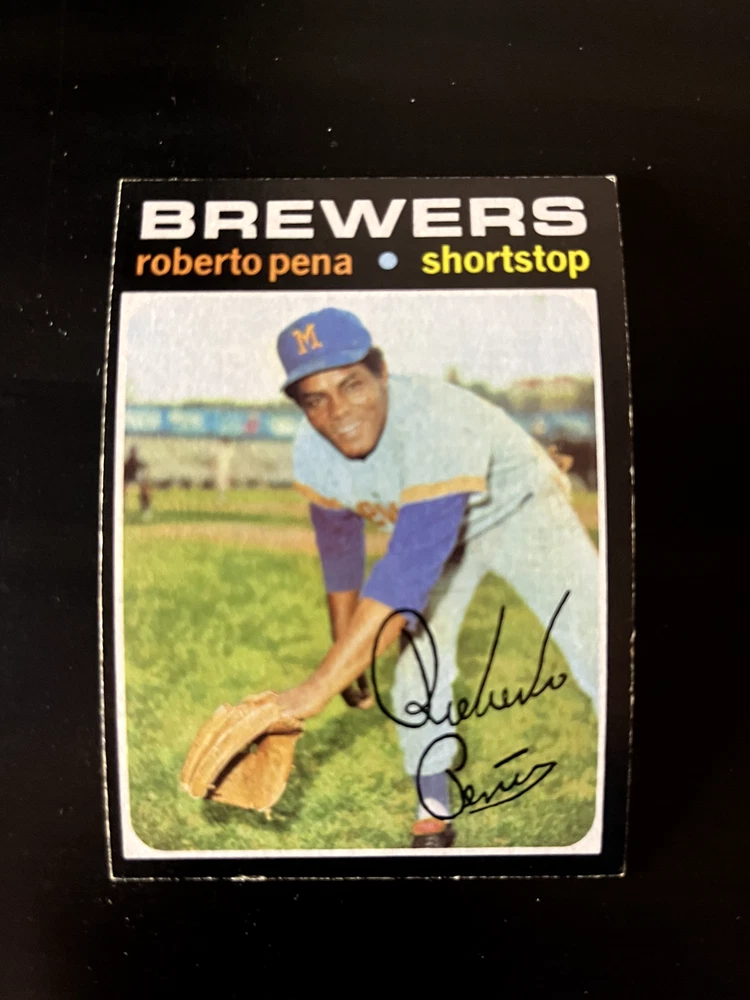 BREWERS
roberto pena • shortstop
M
Roberto
Pena